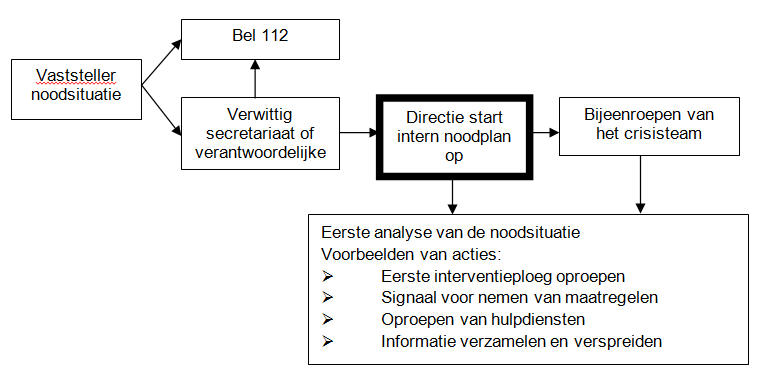 Bel 112
Vaststeller
noodsituatie
Verwittig
secretariaat of
verantwoordelijke
Directie start
intern noodplan
op
Bijeenroepen van
het crisisteam
Eerste analyse van de noodsituatie
Voorbeelden van acties:
➢ Eerste interventieploeg oproepen
➢ Signaal voor nemen van maatregelen
➢ Oproepen van hulpdiensten
➢ Informatie verzamelen en verspreiden